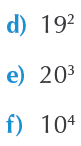 d) 19²
e) 20³
f) 10⁴